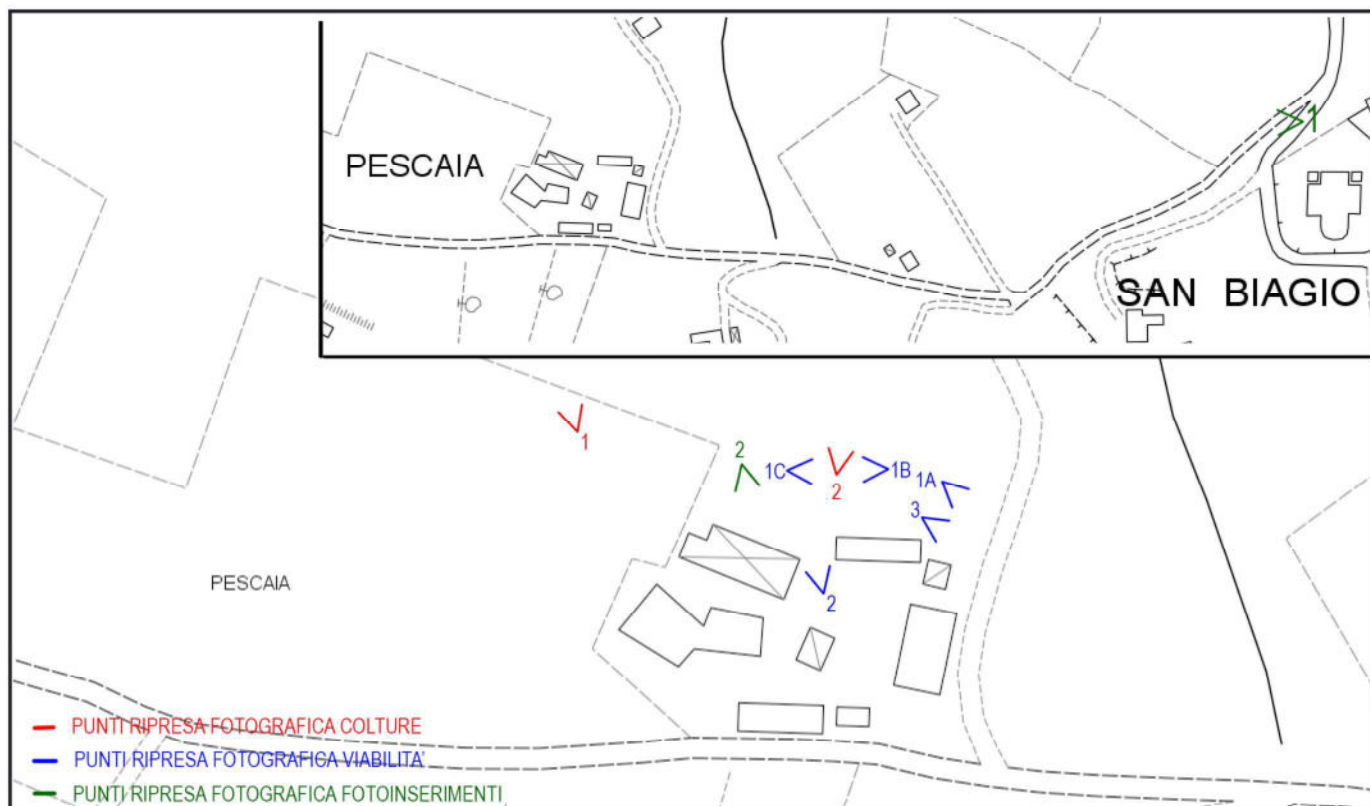 PESCAIA
1
SAN BIAGIO
1
2
1C
2
1B
1A
3
2
PESCAIA
PUNTI RIPRESA FOTOGRAFICA COLTURE
PUNTI RIPRESA FOTOGRAFICA VIABILITA'
PUNTI RIPRESA FOTOGRAFICA FOTOINSERIMENTI